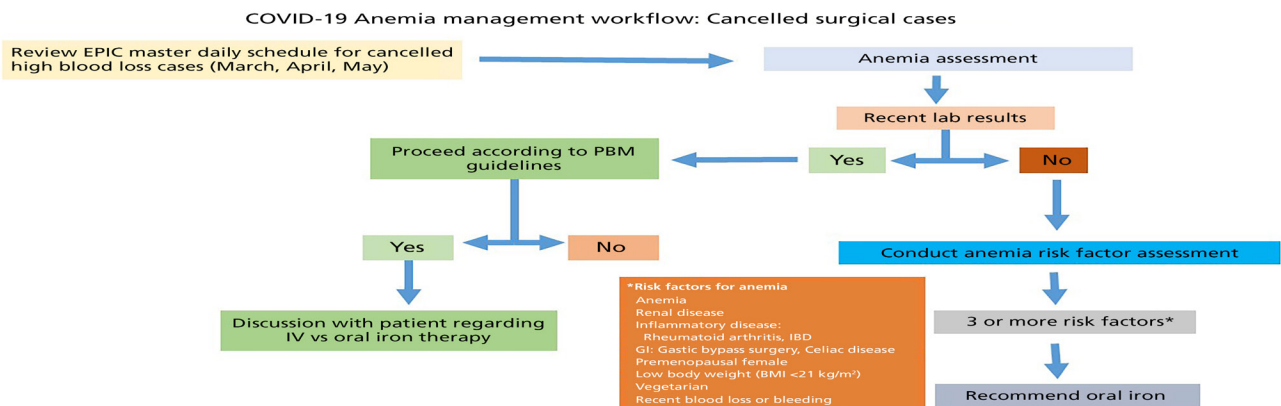 COVID-19 Anemia management workflow: Cancelled surgical cases
Review EPIC master daily schedule for cancelled
high blood loss cases (March, April, May)
Anemia assessment
Recent lab results
Proceed according to PBM
guidelines
Yes
No
Yes
No
Conduct anemia risk factor assessment
*Risk factors for anemia
Anemia
Renal disease
Inflammatory disease:
Rheumatoid arthritis, IBD
GI: Gastic bypass surgery, Celiac disease
Premenopausal female
Low body weight (BMI <21 kg/m²)
Vegetarian
Recent blood loss or bleeding
Discussion with patient regarding
IV vs oral iron therapy
3 or more risk factors*
Recommend oral iron